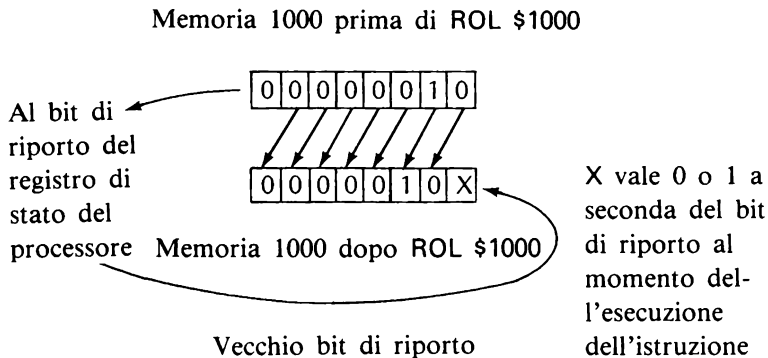 Memoria 1000 prima di ROL $1000
0 0 0 0 0 0 1 0
Al bit di
riporto del
registro di
stato del
processore
0 0 0 0 0 1 0 X
Memoria 1000 dopo ROL $1000
X vale 0 o 1 a
seconda del bit
di riporto al
momento del-
l'esecuzione
dell'istruzione
Vecchio bit di riporto